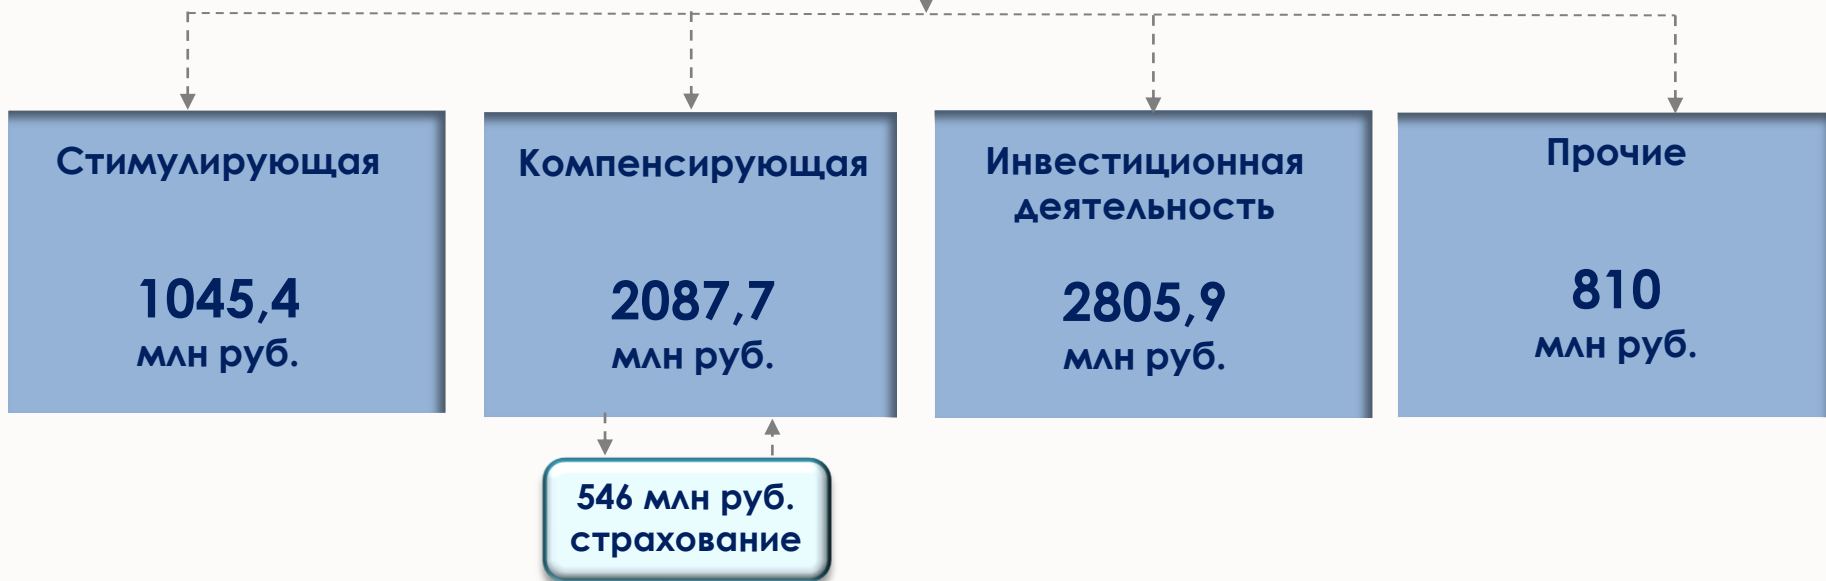 Стимулирующая
1045,4
млн руб.
Компенсирующая
2087,7
млн руб.
546 млн руб.
страхование
Инвестиционная
деятельность
2805,9
млн руб.
Прочие
810
млн руб.